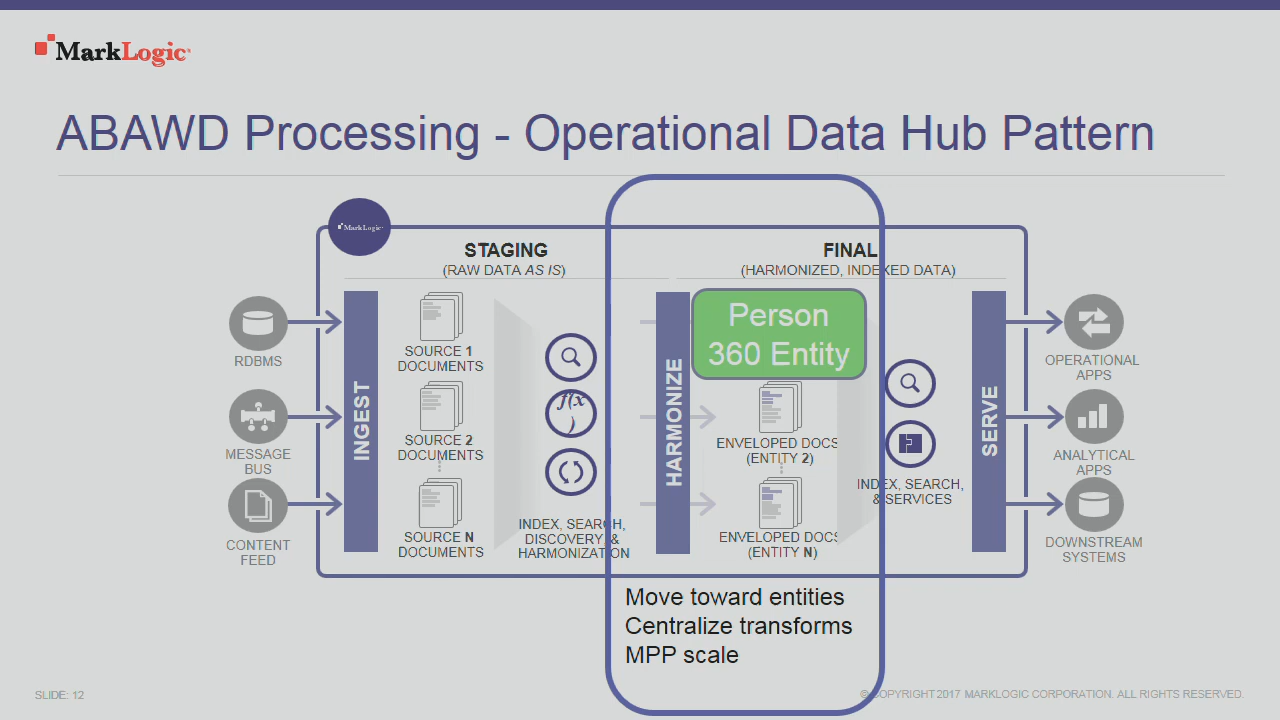 MarkLogic
ABAWD Processing - Operational Data Hub Pattern
MarkLogic
STAGING
(RAW DATA AS IS)
FINAL
(HARMONIZED, INDEXED DATA)
RDBMS
MESSAGE
BUS
CONTENT
FEED
INGEST
SOURCE 1
DOCUMENTS
SOURCE 2
DOCUMENTS
SOURCE N
DOCUMENTS
f(x
)
INDEX, SEARCH,
DISCOVERY, &
HARMONIZATION
HARMONIZE
Person
360 Entity
ENVELOPED DOCS
(ENTITY 2)
ENVELOPED DOCS
(ENTITY N)
INDEX, SEARCH,
& SERVICES
SERVE
OPERATIONAL
APPS
ANALYTICAL
APPS
DOWNSTREAM
SYSTEMS
Move toward entities
Centralize transforms
MPP scale
SLIDE: 12
© COPYRIGHT 2017 MARKLOGIC CORPORATION. ALL RIGHTS RESERVED.